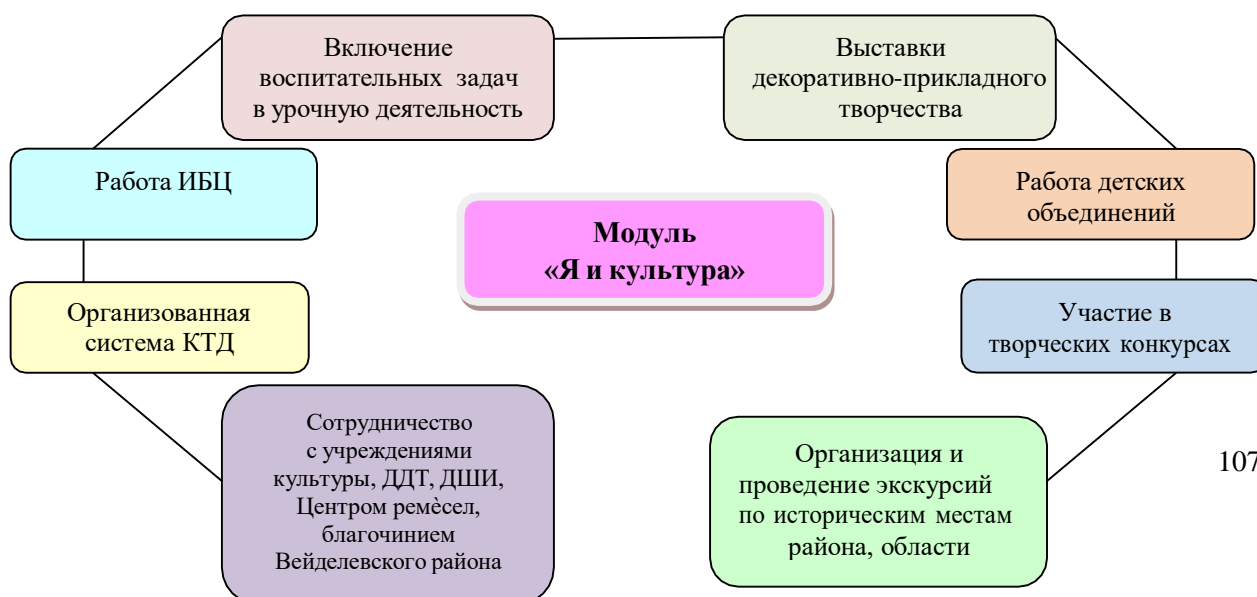 Включение
воспитательных задач
в урочную деятельность
Выставки
декоративно-прикладного
творчества
Работа ИБЦ
Работа детских
объединений
Модуль
«Я и культура»
Организованная
система КТД
Участие в
творческих конкурсах
Сотрудничество
с учреждениями
культуры, ДДТ, ДШИ,
Центром ремѐсел,
благочинием
Вейделевского района
Организация и
проведение экскурсий
по историческим местам
района, области
107